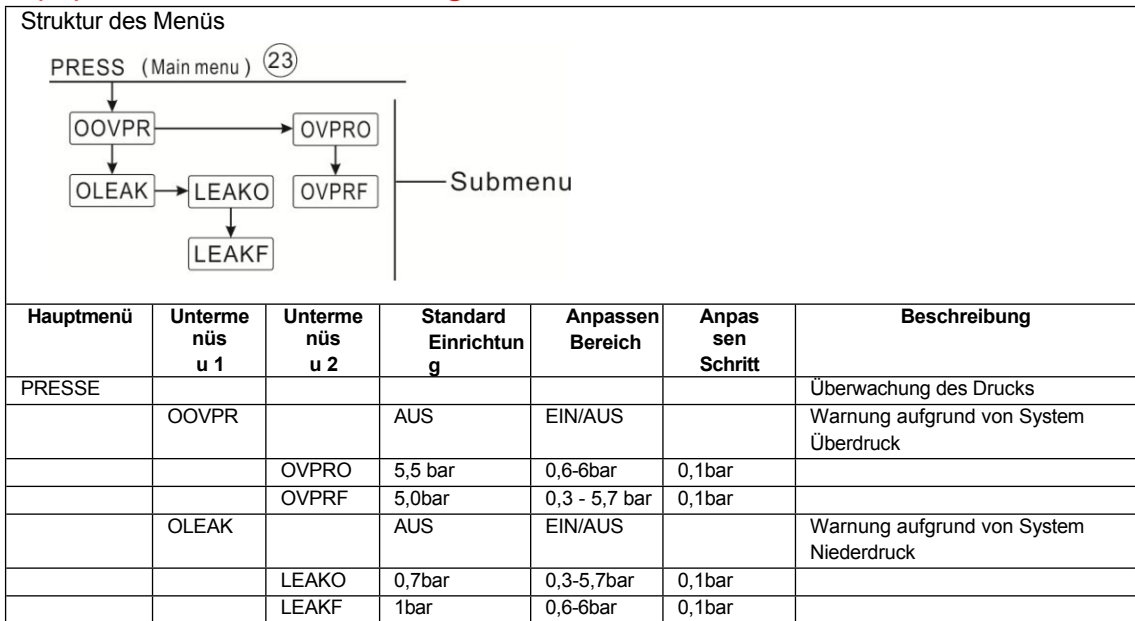 Struktur des Menüs
PRESS (Main menu) 23
OOVPR OVPRO
OLEAK LEAKO OVPRF Submenu
LEAKF
Hauptmenü Unterme nüs u 1 Unterme nüs u 2 Standard Einrichtun g Anpassen Bereich Anpas sen Schritt Beschreibung
PRESSE Überwachung des Drucks
OOVPR AUS EIN/AUS Warnung aufgrund von System
Überdruck
OVPRO 5,5 bar 0,6-6bar 0,1bar
OVPRF 5,0bar 0,3 - 5,7 bar 0,1bar
OLEAK AUS EIN/AUS Warnung aufgrund von System
Niederdruck
LEAKO 0,7bar 0,3-5,7bar 0,1bar
LEAKF 1bar 0,6-6bar 0,1bar